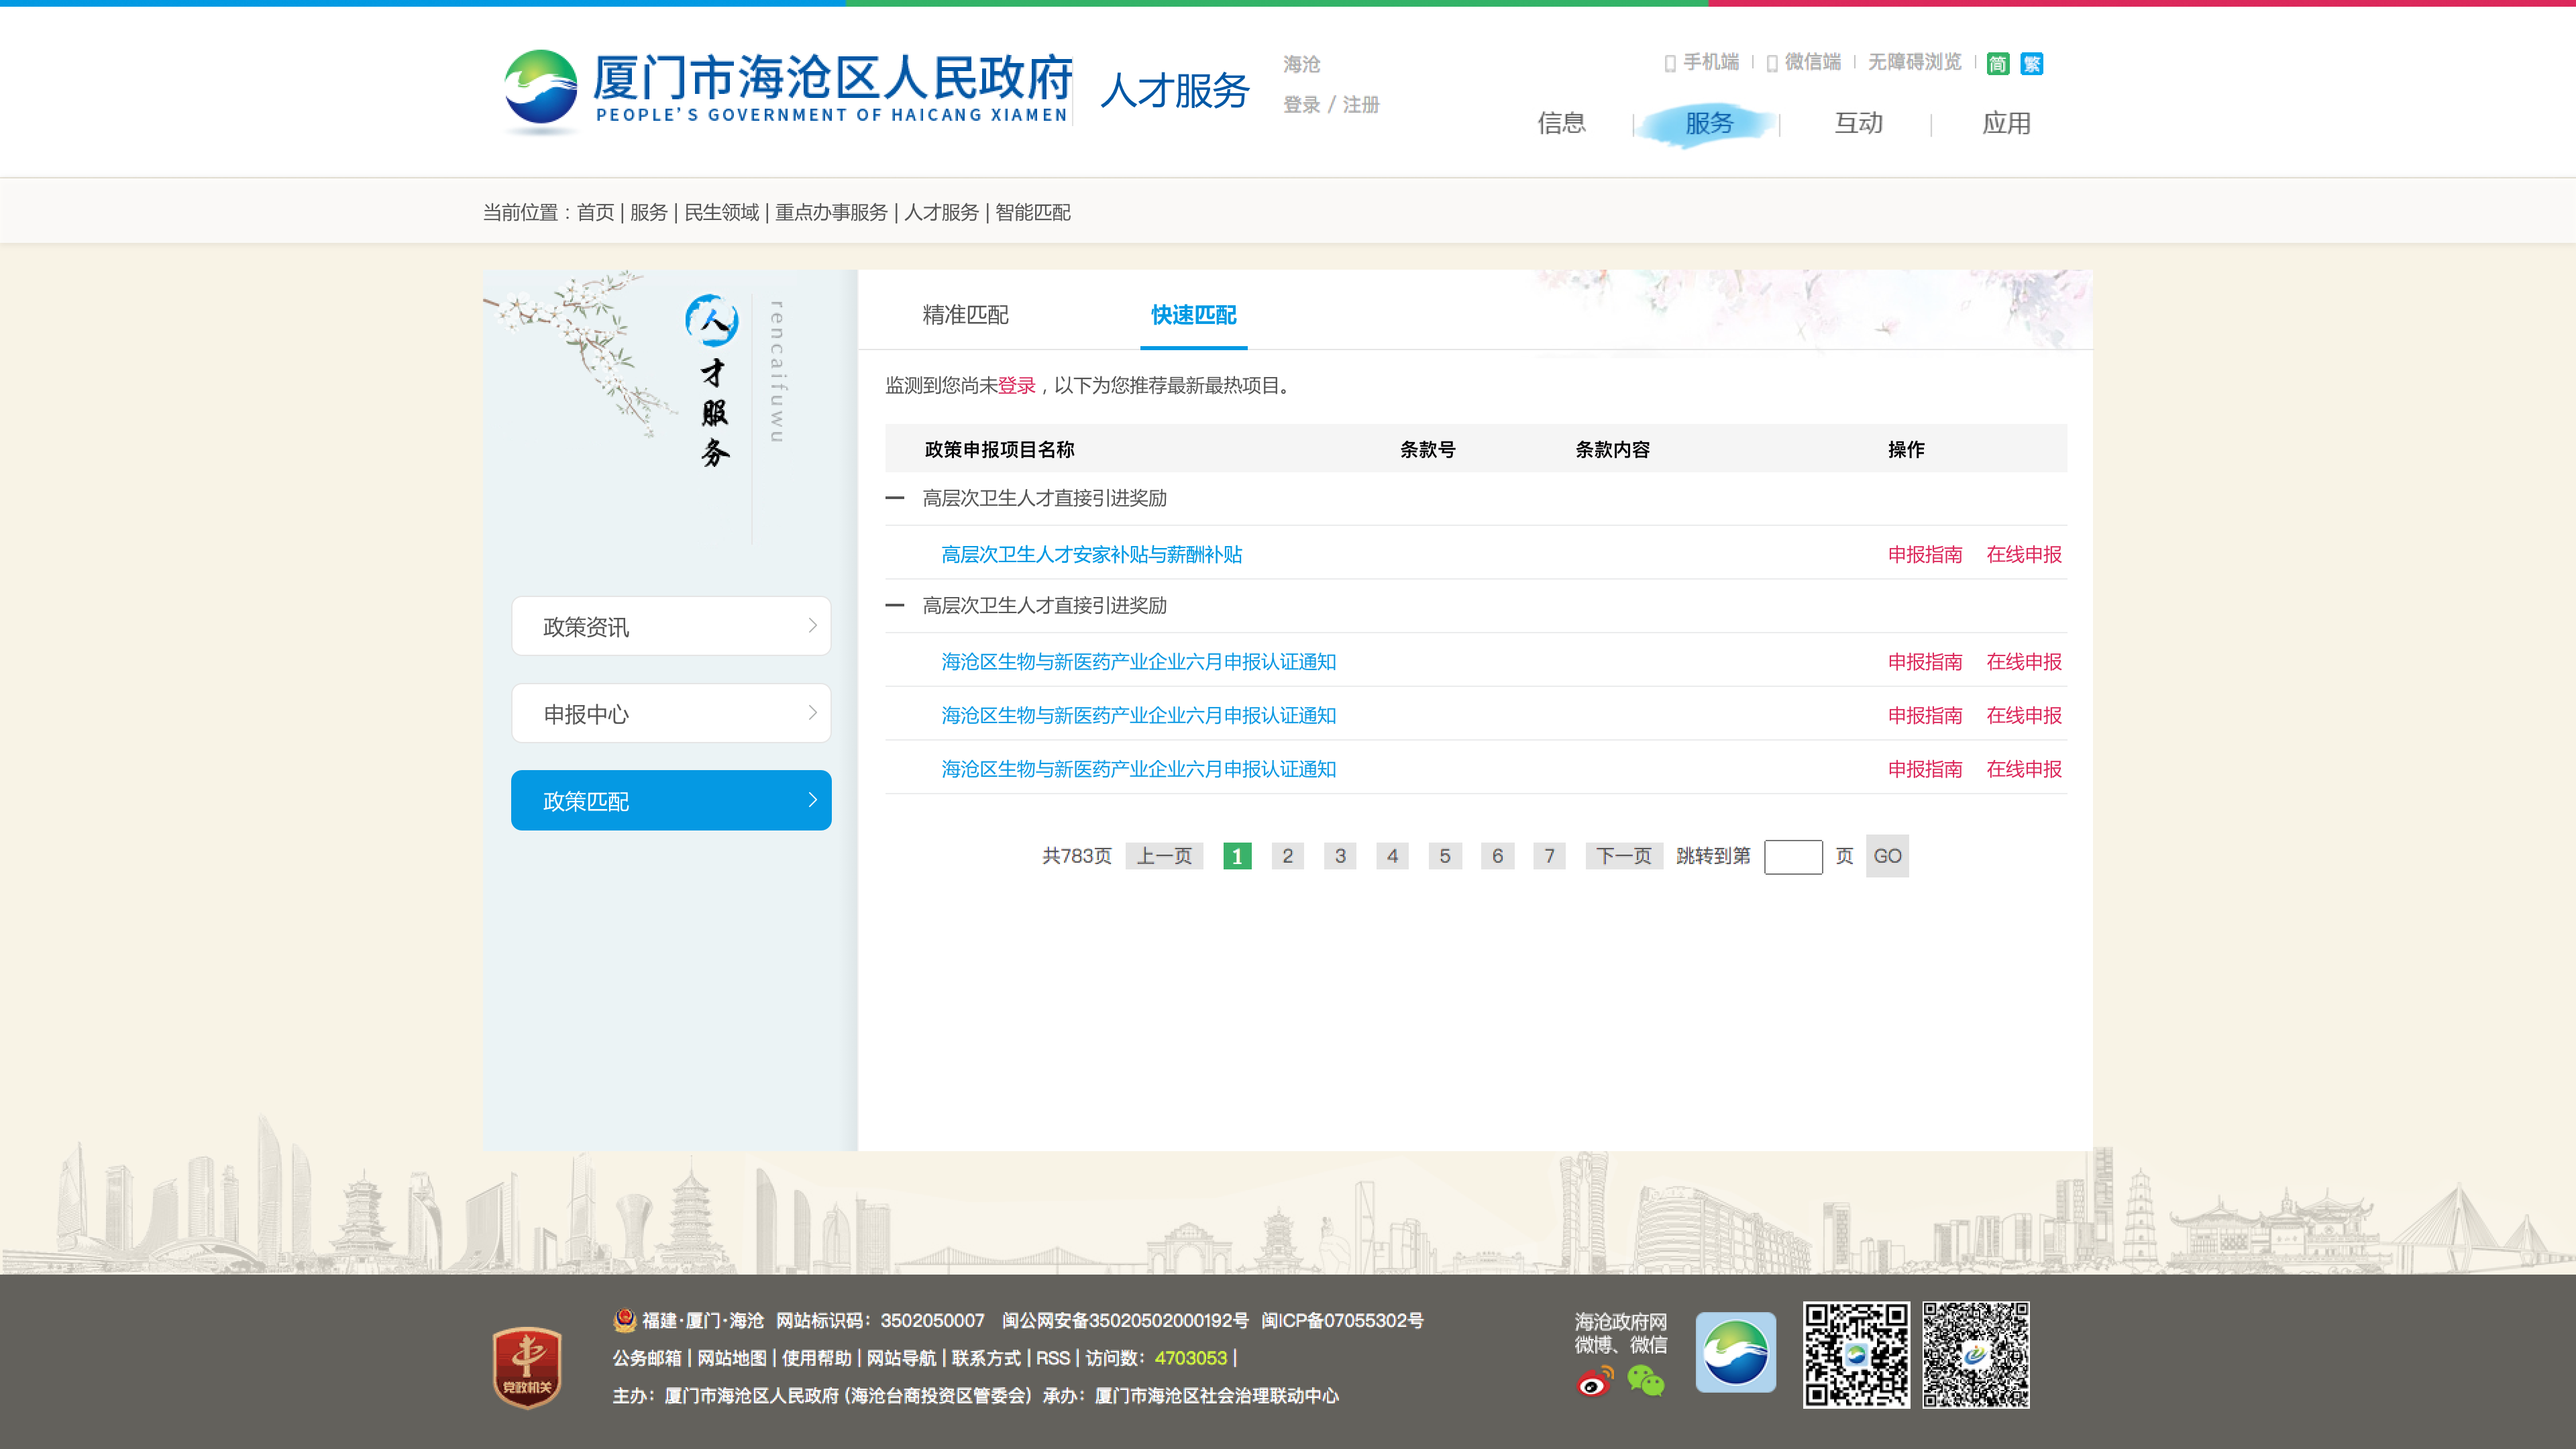 厦门市海沧区人民政府
PEOPLE'S GOVERNMENT OF HAICANG XIAMEN
人才服务
海沧
登录 / 注册
手机端 微信端 无障碍浏览 简 繁
信息 服务 互动 应用
当前位置：首页 | 服务 | 民生领域 | 重点办事服务 | 人才服务 | 智能匹配
人才服务
rencaifuwu
政策资讯
申报中心
政策匹配
精准匹配 快速匹配
监测到您尚未登录，以下为您推荐最新最热项目。
政策申报项目名称 条款号 条款内容 操作
高层次卫生人才直接引进奖励
高层次卫生人才安家补贴与薪酬补贴 申报指南 在线申报
高层次卫生人才直接引进奖励
海沧区生物与新医药产业企业六月申报认证通知 申报指南 在线申报
海沧区生物与新医药产业企业六月申报认证通知 申报指南 在线申报
海沧区生物与新医药产业企业六月申报认证通知 申报指南 在线申报
共783页 上一页 1 2 3 4 5 6 7 下一页 跳转到第 页 GO
党政机关
福建·厦门·海沧 网站标识码：3502050007 闽公网安备35020502000192号 闽ICP备07055302号
公务邮箱 | 网站地图 | 使用帮助 | 网站导航 | 联系方式 | RSS | 访问数：4703053 |
主办：厦门市海沧区人民政府 (海沧台商投资区管委会) 承办：厦门市海沧区社会治理联动中心
海沧政府网
微博、微信